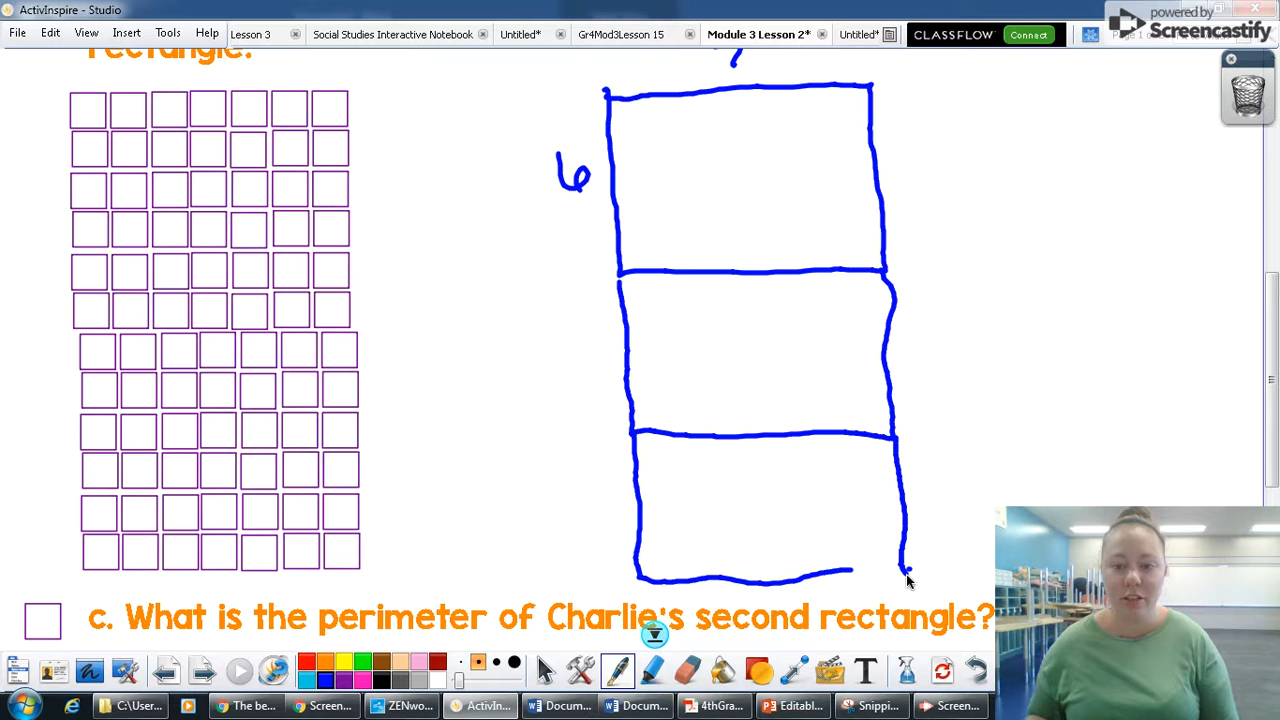 ActivInspire - Studio
powered by
Screencastify
File Edit View Insert Tools Help
Lesson 3 Social Studies Interactive Notebook Untitled* Gr4Mod3Lesson 15 Module 3 Lesson 2* Untitled* CLASSFLOW Connect
rectangle.
6
c. What is the perimeter of Charlie's second rectangle?
T
C:\User... The be... Screen... ZENwo... ActivIn... Docum... Docum... 4thGra... Editabl... Snippi... Screen...